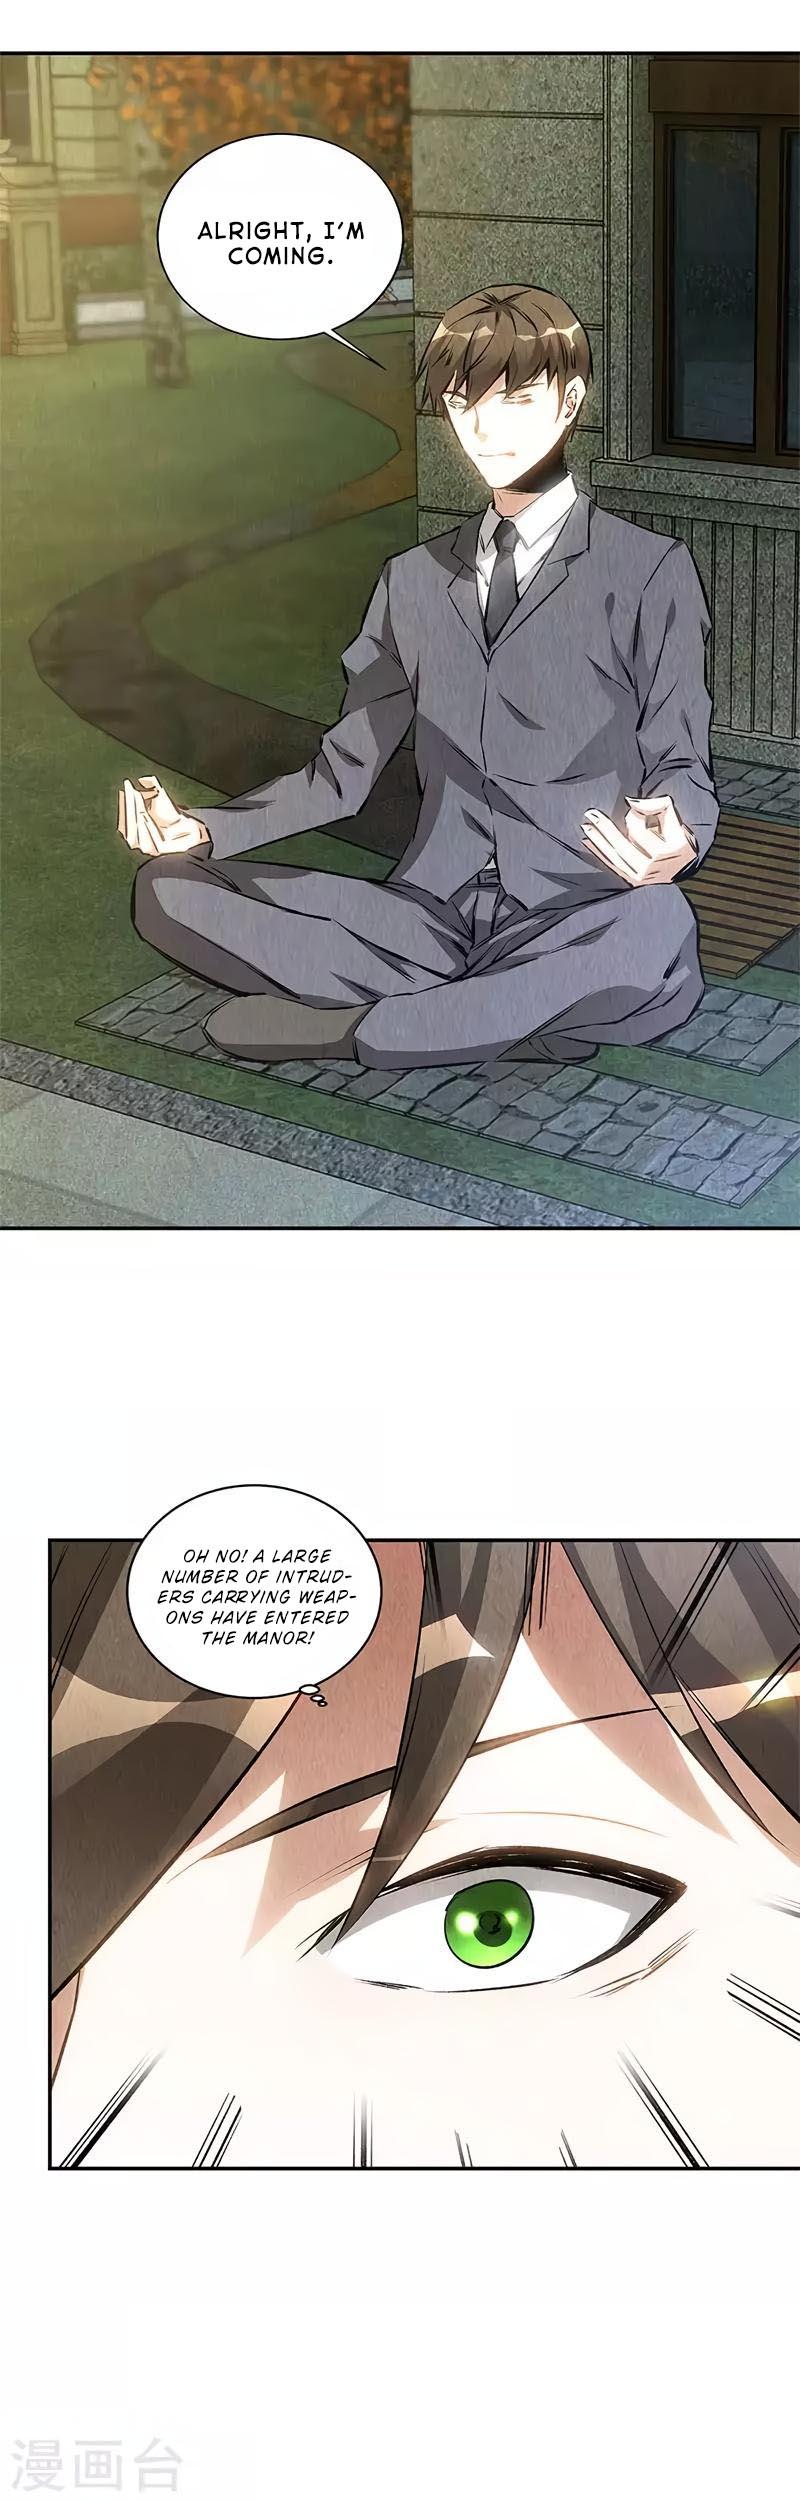 ALRIGHT, I'M
COMING.
OH NO! A LARGE
NUMBER OF INTRUD-
ERS CARRYING WEAP-
ONS HAVE ENTERED
THE MANOR!
漫画台